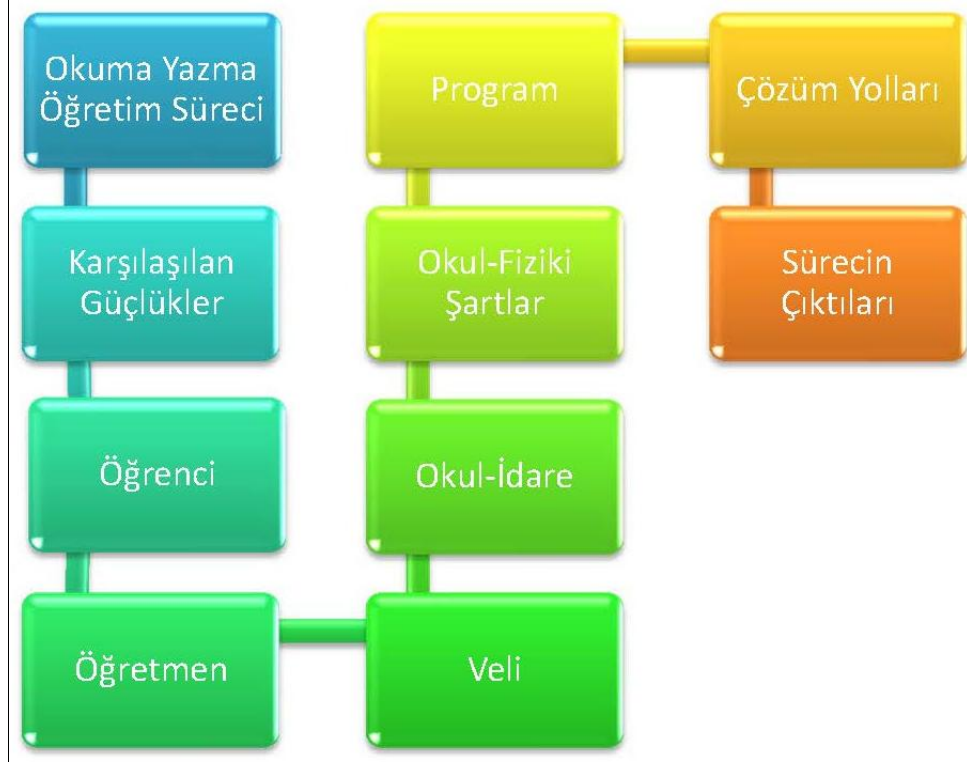 Okuma Yazma
Öğretim Süreci
Karşılaşılan
Güçlükler
Öğrenci
Öğretmen
Veli
Okul-İdare
Okul-Fiziki
Şartlar
Program
Çözüm Yolları
Sürecin
Çıktıları